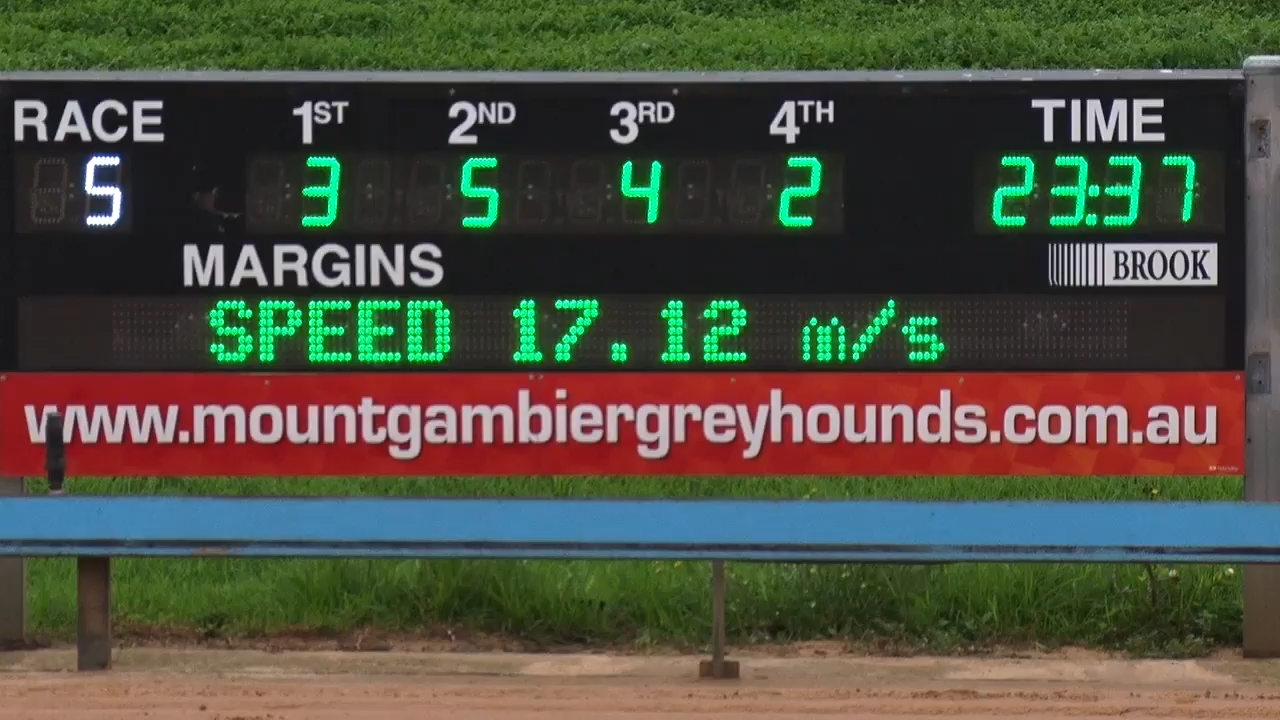 RACE 1ST 2ND 3RD 4TH TIME
5 3 5 4 2 23:37
MARGINS BROOK
SPEED 17.12 m/s
www.mountgambiergreyhounds.com.au